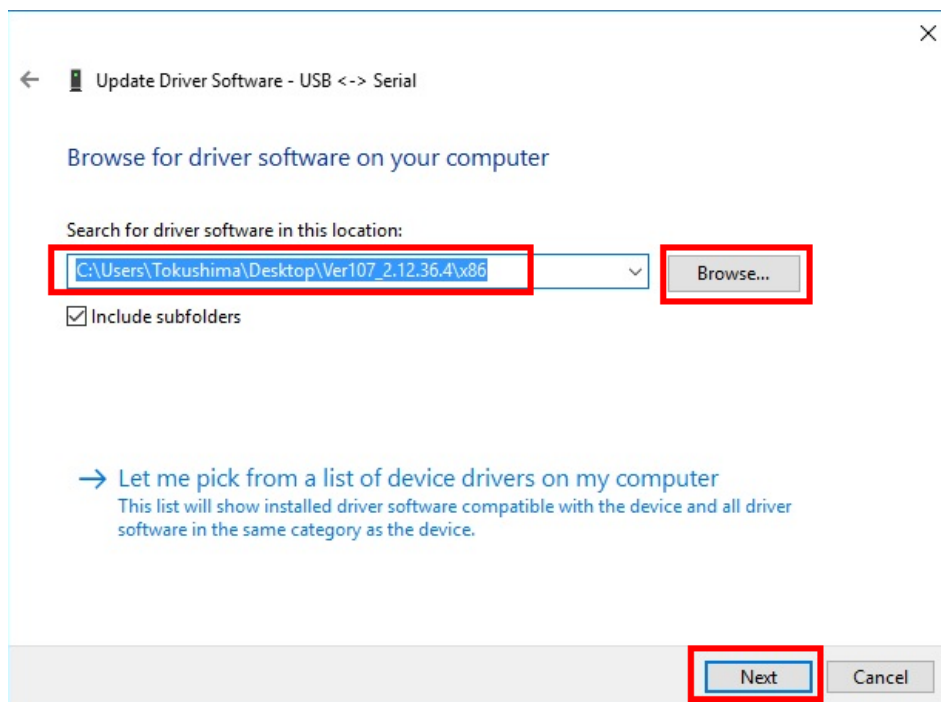 Update Driver Software - USB <-> Serial
Browse for driver software on your computer
Search for driver software in this location:
C:\Users\Tokushima\Desktop\Ver107_2.12.36.4\x86
Browse...
Include subfolders
Let me pick from a list of device drivers on my computer
This list will show installed driver software compatible with the device and all driver
software in the same category as the device.
Next
Cancel